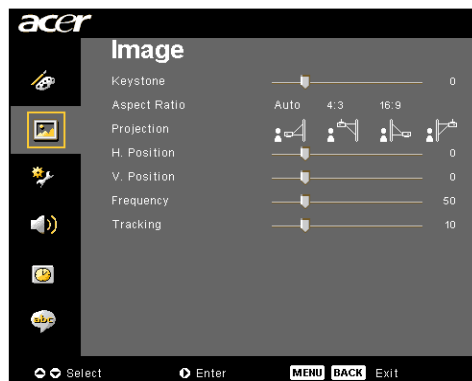 acer
Image
Keystone 0
Aspect Ratio Auto 4:3 16:9
Projection
H. Position 0
V. Position 0
Frequency 50
Tracking 10
abc
Select Enter MENU BACK Exit